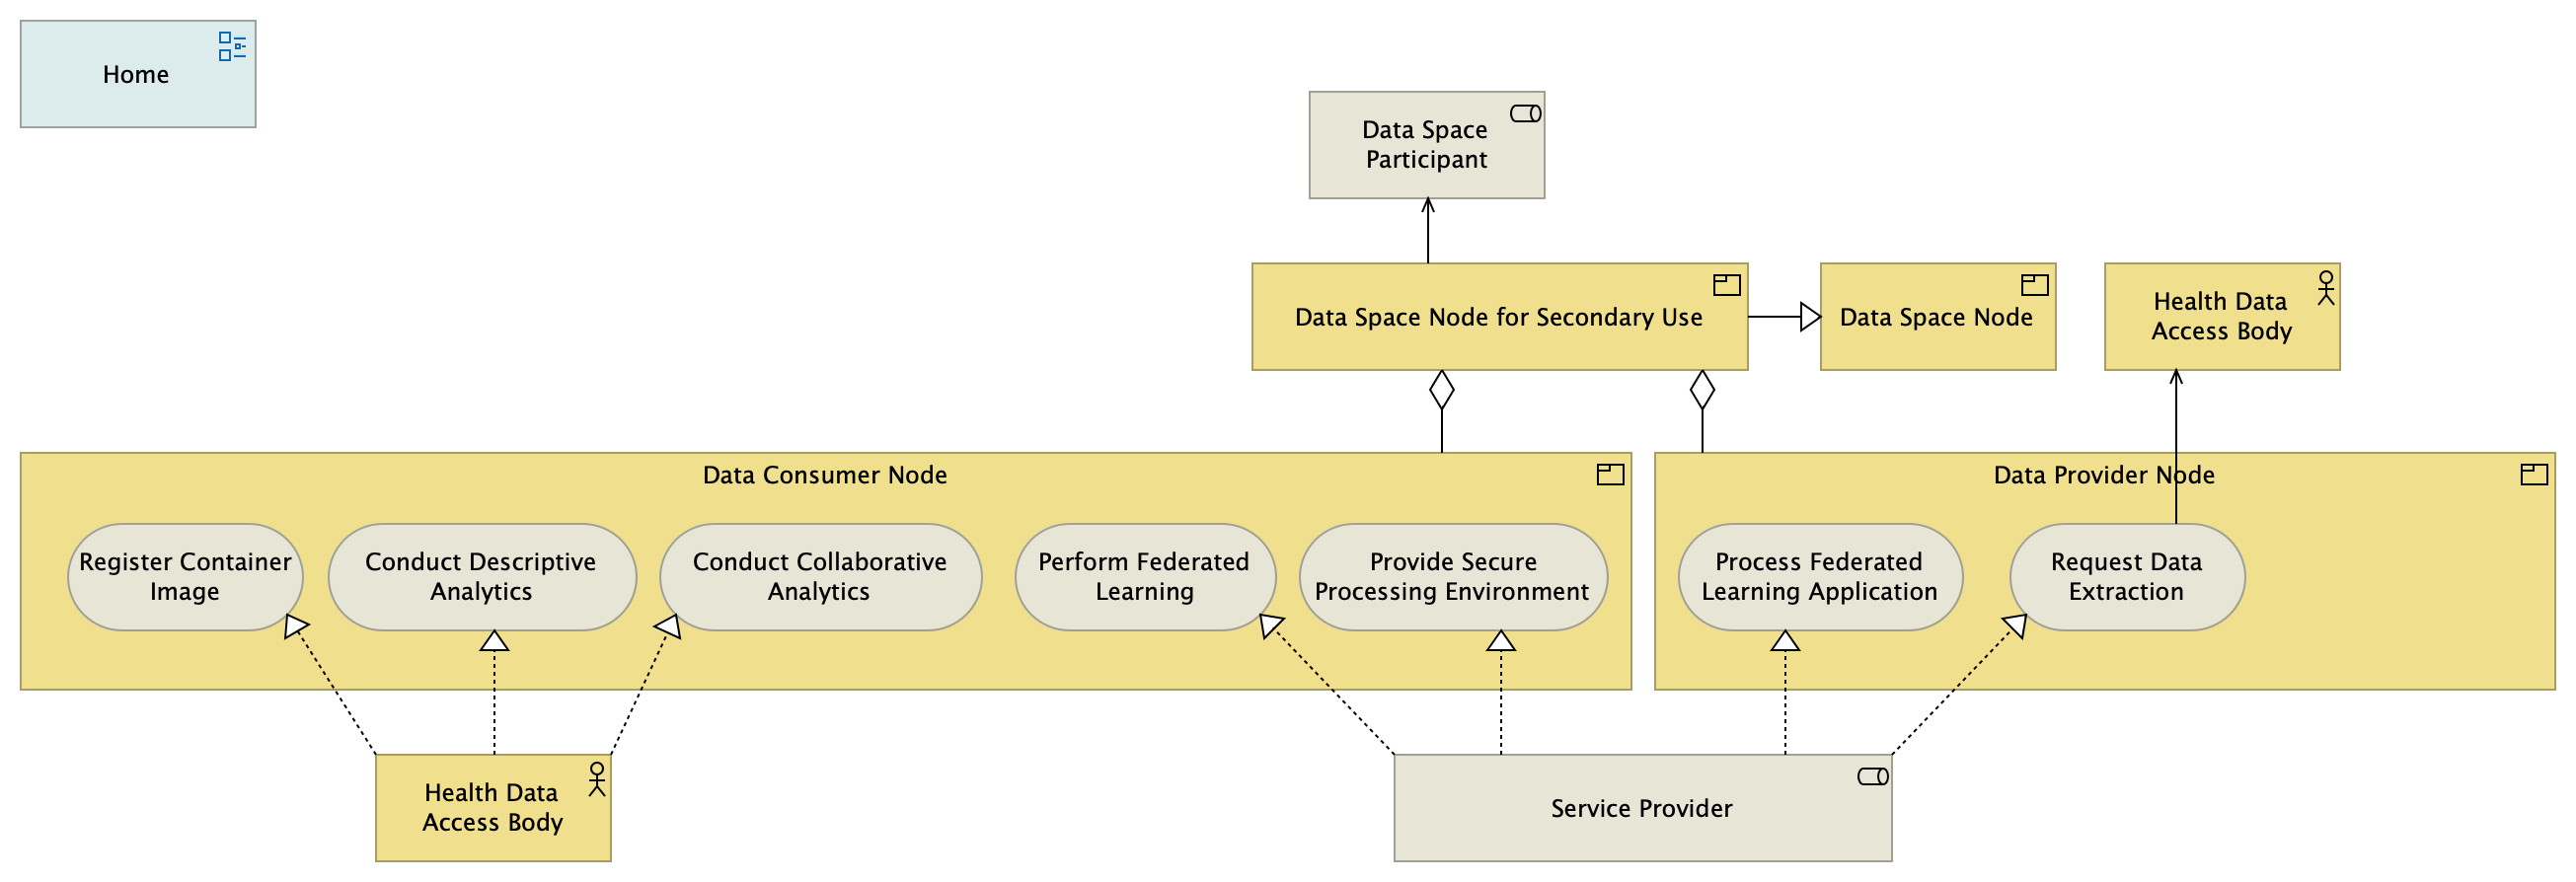 Home
Data Space
Participant
Data Space Node for Secondary Use
Data Space Node
Health Data
Access Body
Data Consumer Node
Register Container
Image
Conduct Descriptive
Analytics
Conduct Collaborative
Analytics
Perform Federated
Learning
Provide Secure
Processing Environment
Data Provider Node
Process Federated
Learning Application
Request Data
Extraction
Health Data
Access Body
Service Provider